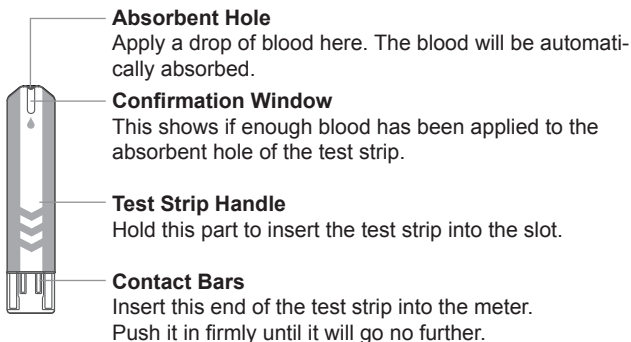 Absorbent Hole
Apply a drop of blood here. The blood will be automati-
cally absorbed.
Confirmation Window
This shows if enough blood has been applied to the
absorbent hole of the test strip.
Test Strip Handle
Hold this part to insert the test strip into the slot.
Contact Bars
Insert this end of the test strip into the meter.
Push it in firmly until it will go no further.